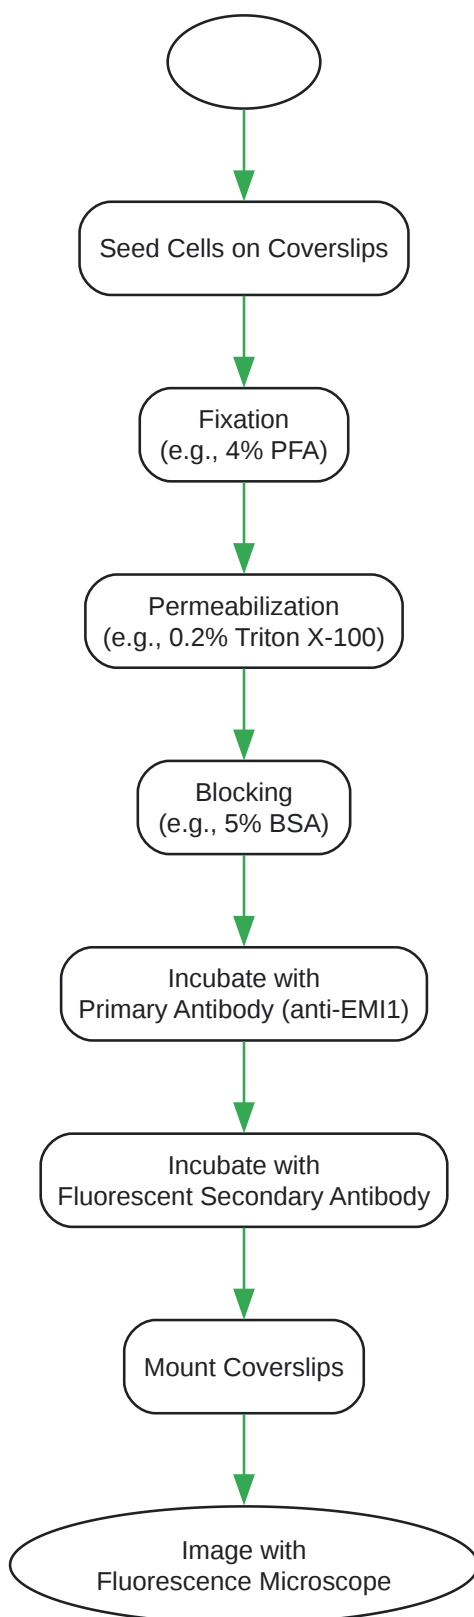 Seed Cells on Coverslips
Fixation
(e.g., 4% PFA)
Permeabilization
(e.g., 0.2% Triton X-100)
Blocking
(e.g., 5% BSA)
Incubate with
Primary Antibody (anti-EMI1)
Incubate with
Fluorescent Secondary Antibody
Mount Coverslips
Image with
Fluorescence Microscope